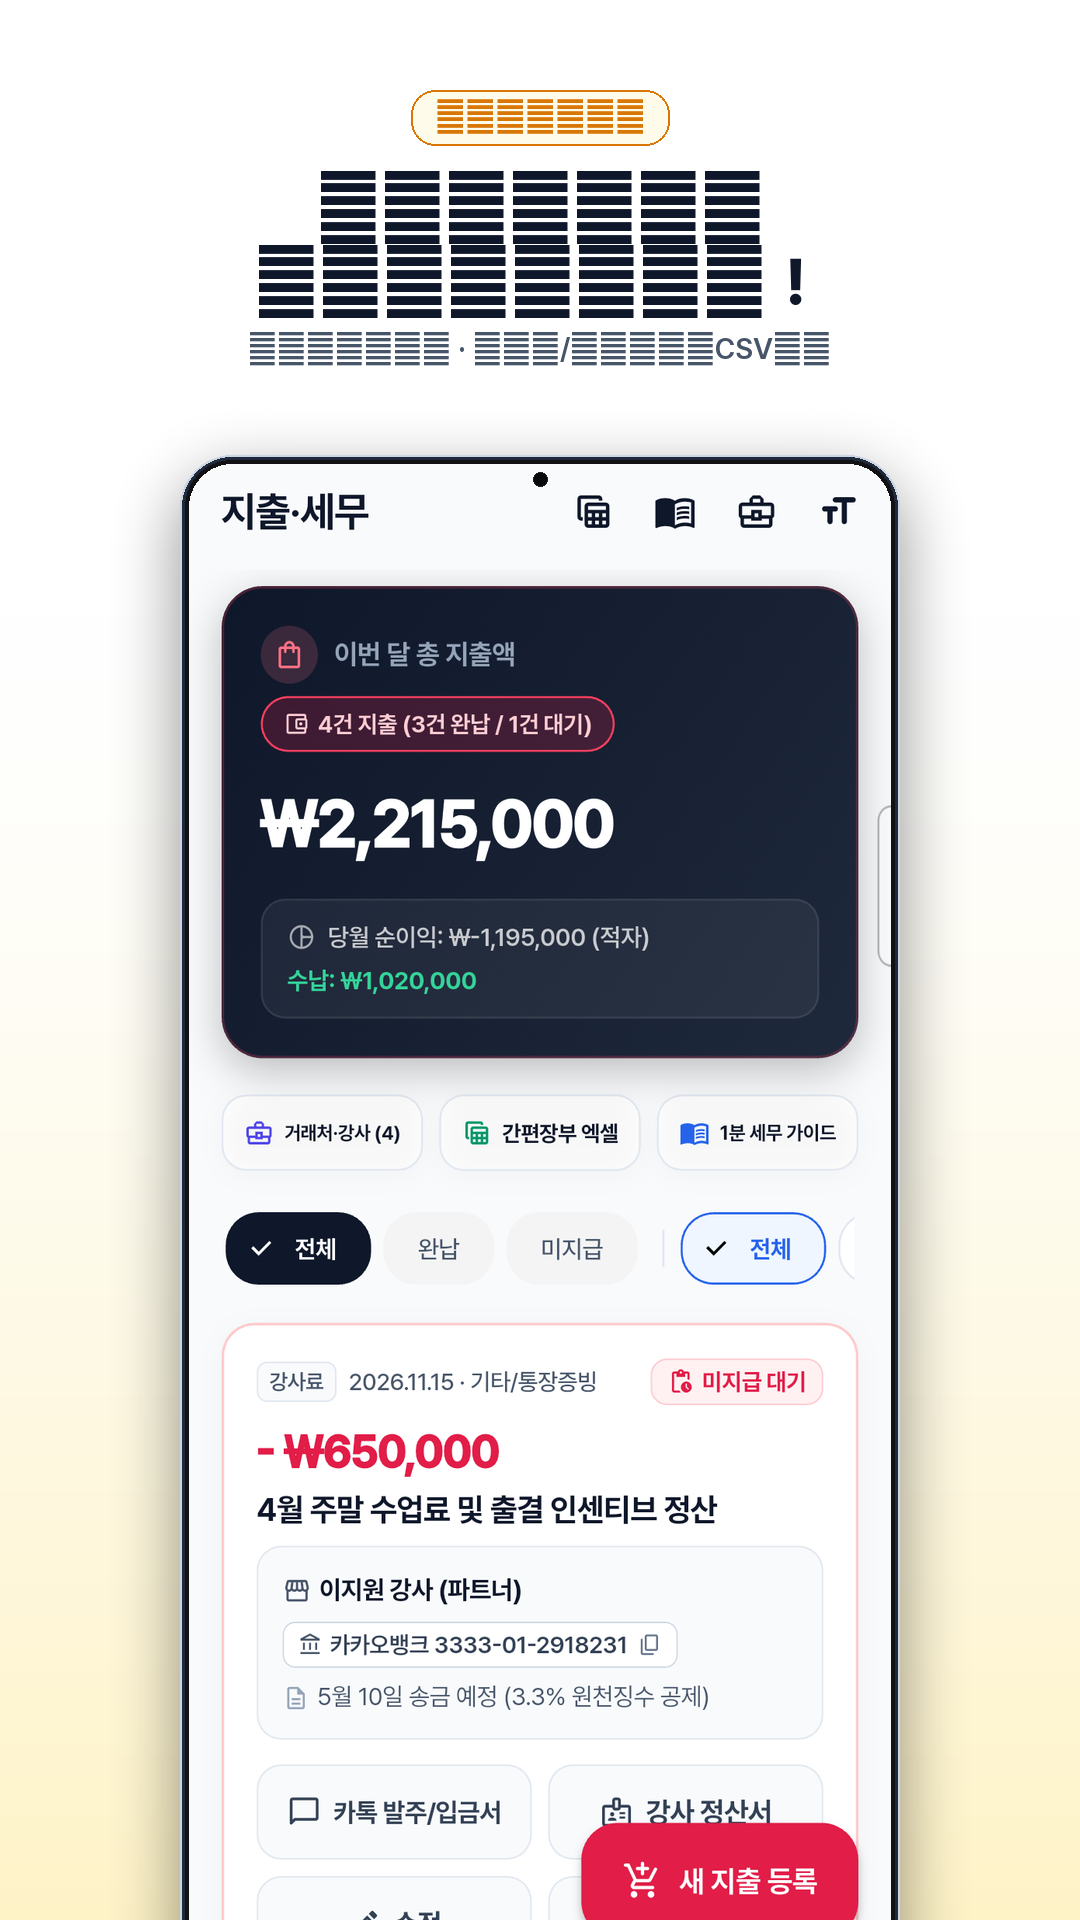 !
CSV
지출·세무
이번 달 총 지출액
4건 지출 (3건 완납 / 1건 대기)
₩2,215,000
당월 순이익: ₩-1,195,000 (적자)
수납: ₩1,020,000
거래처·강사 (4)
간편장부 엑셀
1분 세무 가이드
전체
완납
미지급
전체
강사료
2026.11.15 · 기타/통장증빙
미지급 대기
- ₩650,000
4월 주말 수업료 및 출결 인센티브 정산
이지원 강사 (파트너)
카카오뱅크 3333-01-2918231
5월 10일 송금 예정 (3.3% 원천징수 공제)
카톡 발주/입금서
강사 정산서
새 지출 등록